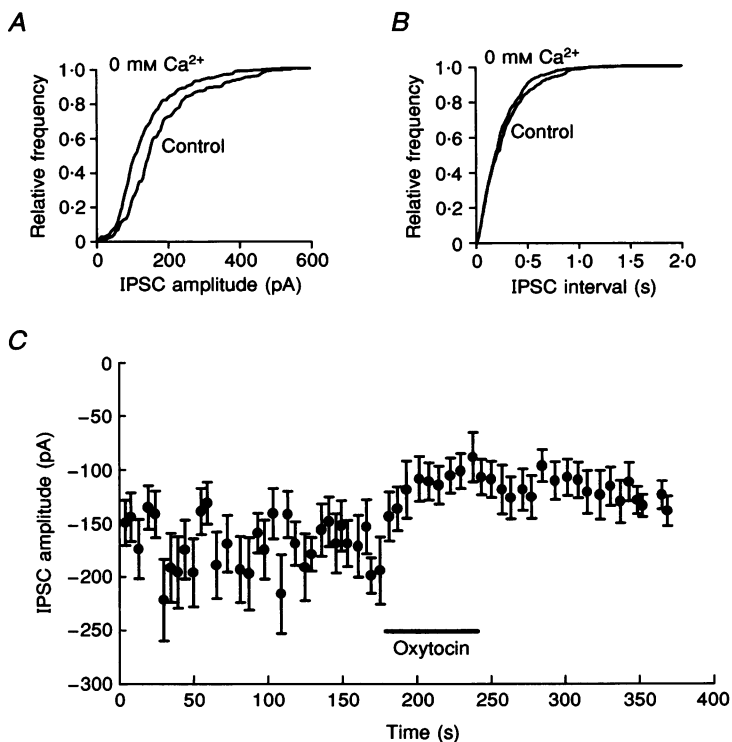 A
0 mM Ca2+
1·0
0·8
0·6
0·4
0·2
0
Relative frequency
Control
0 200 400 600
IPSC amplitude (pA)
B
0 mM Ca2+
1·0
0·8
0·6
0·4
0·2
0
Relative frequency
Control
0 0·5 1·0 1·5 2·0
IPSC interval (s)
C
0
−50
−100
−150
−200
−250
−300
IPSC amplitude (pA)
Oxytocin
0 50 100 150 200 250 300 350 400
Time (s)